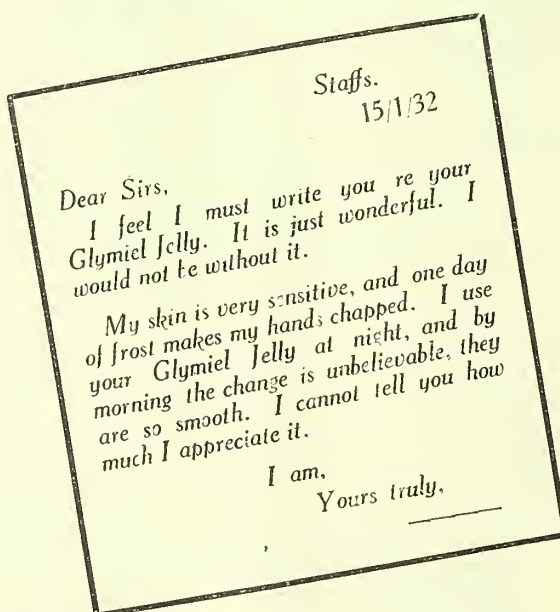 Staffs.
15/1/32
Dear Sirs,
I feel I must write you re your
Glymiel Jelly. It is just wonderful. I
would not be without it.
My skin is very sensitive, and one day
of frost makes my hands chapped. I use
your Glymiel Jelly at night, and by
morning the change is unbelievable, they
are so smooth. I cannot tell you how
much I appreciate it.
I am,
Yours truly,